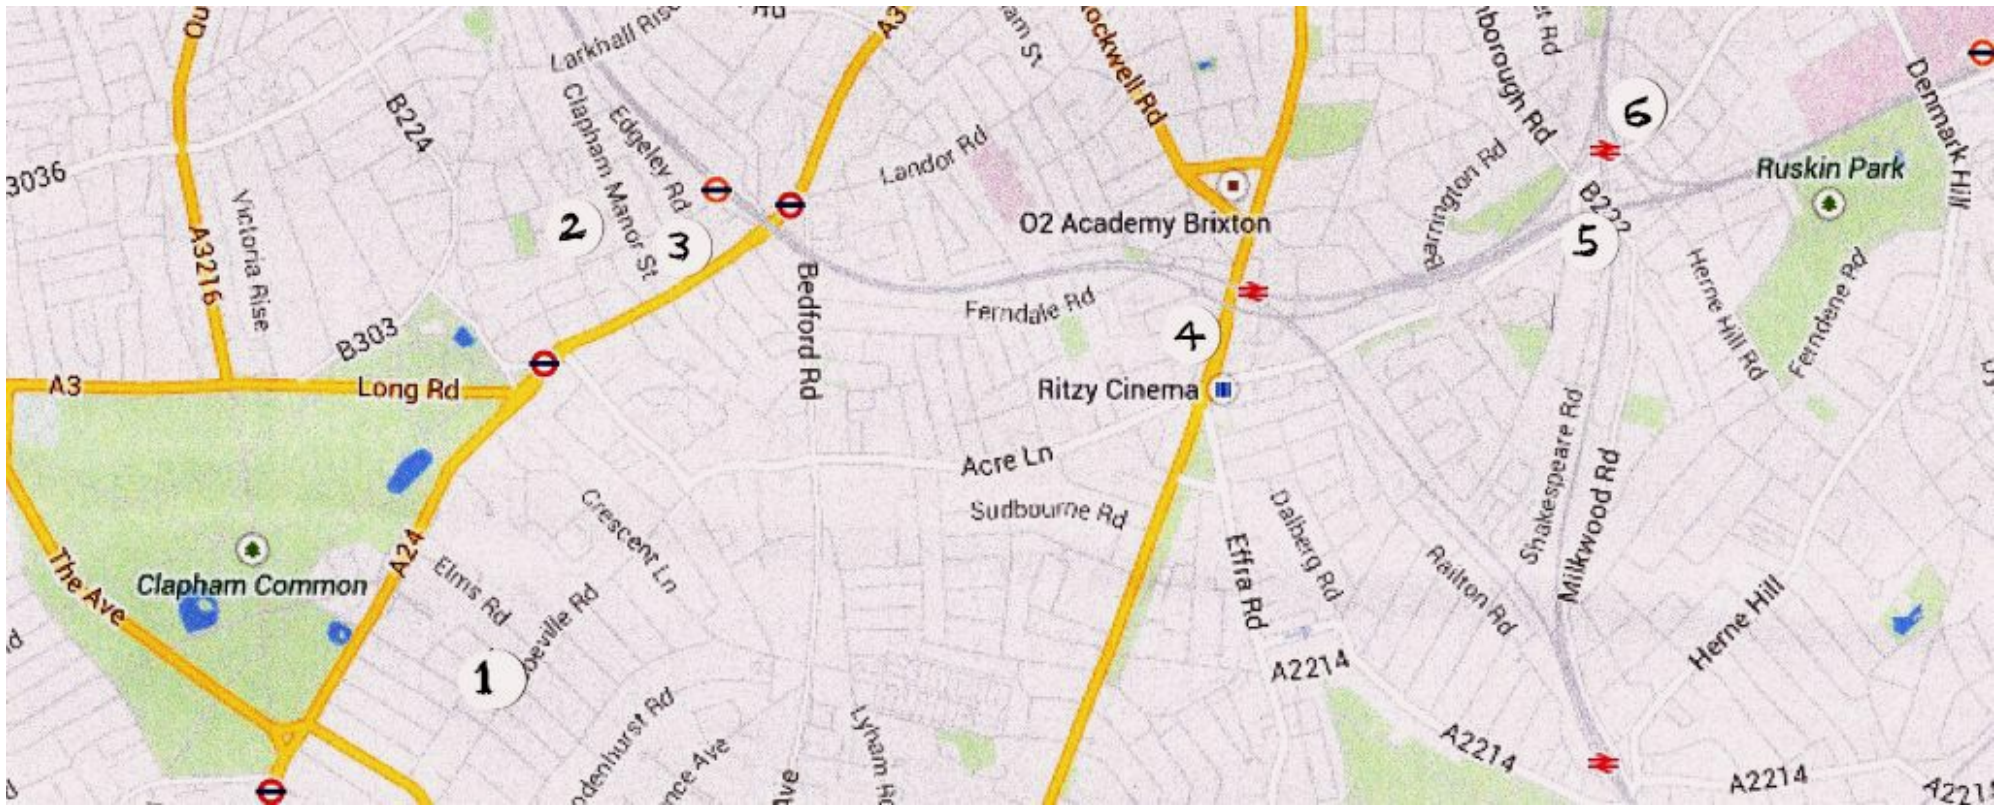 Larkhall Rise
A3
Rd
B224
Clapham Manor St
Edgeley Rd
Landor Rd
6
Denmark Hill
Ruskin Park
3036
Victoria Rise
A3216
2
3
O2 Academy Brixton
Barrington Rd
B222
5
Bedford Rd
Ferndale Rd
Herne Hill Rd
Ferndene Rd
B303
4
A3
Long Rd
Ritzy Cinema
Acre Ln
Sudbourne Rd
Crescent Ln
Shakespeare Rd
Milkwood Rd
Clapham Common
A24
The Ave
Elms Rd
Effra Rd
Dalberg Rd
Railton Rd
Herne Hill
1
A2214
A2214
A2214
Lyham Rd
Ave